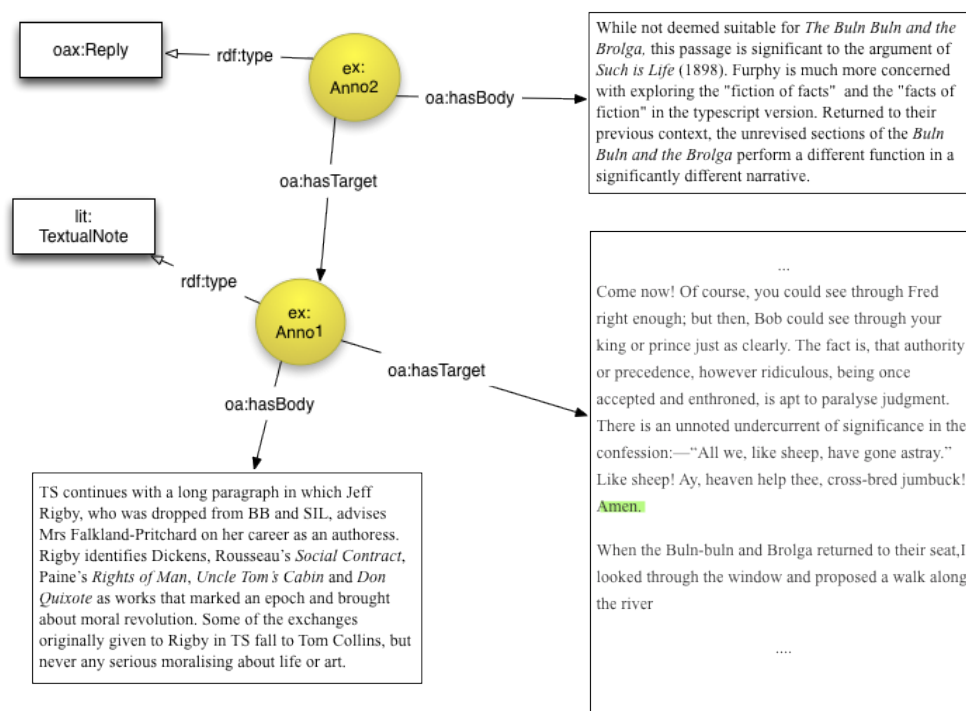 oax:Reply
rdf:type
ex:
Anno2
oa:hasBody
While not deemed suitable for The Buln Buln and the
Brolga, this passage is significant to the argument of
Such is Life (1898). Furphy is much more concerned
with exploring the "fiction of facts" and the "facts of
fiction" in the typescript version. Returned to their
previous context, the unrevised sections of the Buln
Buln and the Brolga perform a different function in a
significantly different narrative.
oa:hasTarget
lit:
TextualNote
rdf:type
ex:
Anno1
oa:hasTarget
oa:hasBody
...
Come now! Of course, you could see through Fred
right enough; but then, Bob could see through your
king or prince just as clearly. The fact is, that authority
or precedence, however ridiculous, being once
accepted and enthroned, is apt to paralyse judgment.
There is an unnoted undercurrent of significance in the
confession:—“All we, like sheep, have gone astray.”
Like sheep! Ay, heaven help thee, cross-bred jumbuck!
Amen.
When the Buln-buln and Brolga returned to their seat,I
looked through the window and proposed a walk along
the river
....
TS continues with a long paragraph in which Jeff
Rigby, who was dropped from BB and SIL, advises
Mrs Falkland-Pritchard on her career as an authoress.
Rigby identifies Dickens, Rousseau’s Social Contract,
Paine’s Rights of Man, Uncle Tom’s Cabin and Don
Quixote as works that marked an epoch and brought
about moral revolution. Some of the exchanges
originally given to Rigby in TS fall to Tom Collins, but
never any serious moralising about life or art.